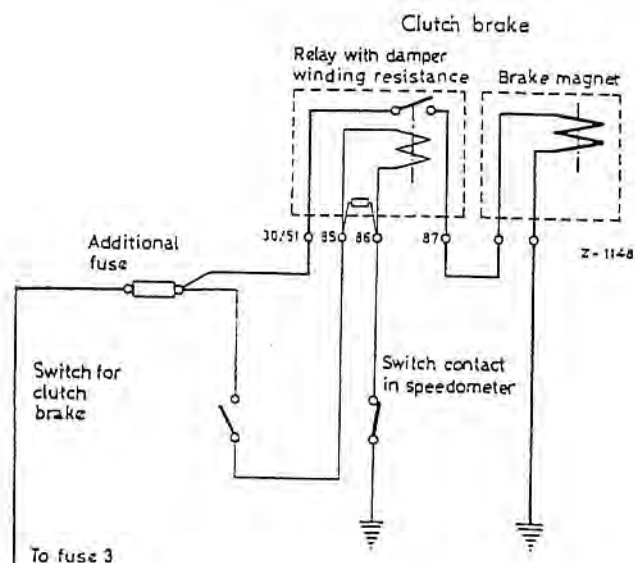 Clutch brake
Relay with damper
winding resistance
Brake magnet
30/51
85
86
87
Z-1148
Additional
fuse
Switch for
clutch
brake
Switch contact
in speedometer
To fuse 3